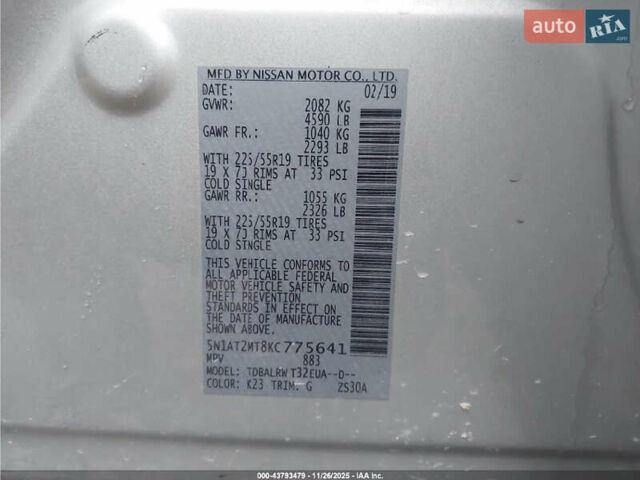 auto RIA.com
MFD BY NISSAN MOTOR CO., LTD.
DATE: 02/19
GVWR: 2082 KG
4590 LB
GAWR FR.: 1040 KG
2293 LB
WITH 225/55R19 TIRES
19 X 7J RIMS AT 33 PSI
COLD SINGLE
GAWR RR.: 1055 KG
2326 LB
WITH 225/55R19 TIRES
19 X 7J RIMS AT 33 PSI
COLD SINGLE
THIS VEHICLE CONFORMS TO
ALL APPLICABLE FEDERAL
MOTOR VEHICLE SAFETY AND
THEFT PREVENTION
STANDARDS IN EFFECT ON
THE DATE OF MANUFACTURE
SHOWN ABOVE.
5N1AT2MT8KC775641
MPV 883
MODEL: TDBALRW T32EUA--D--
COLOR: K23 TRIM: G ZS30A
000-43793479 | 11/26/2025 - IAA Inc.